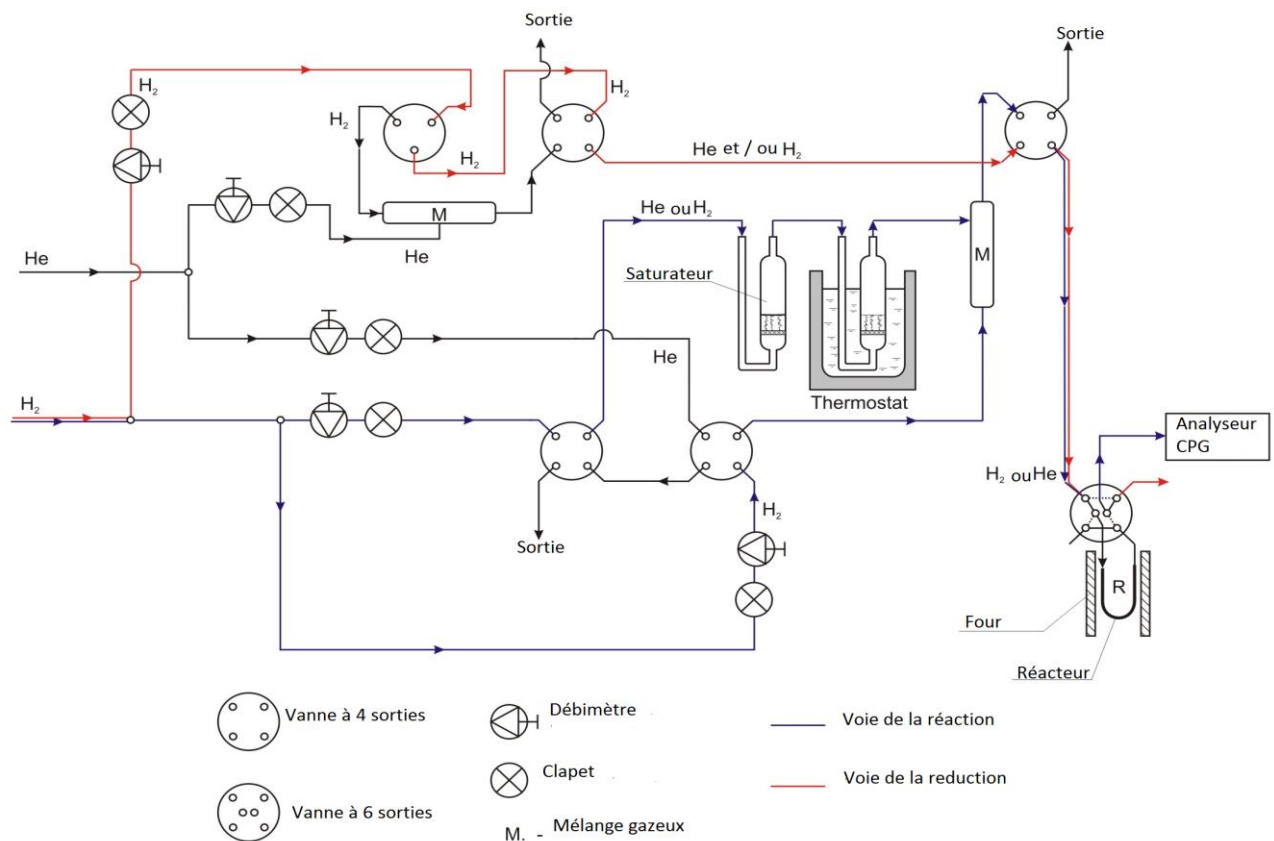 Sortie
Sortie
H₂
H₂
H₂
H₂
He et / ou H₂
M
He ou H₂
He
He
Saturateur
M
He
Thermostat
H₂
Analyseur
CPG
H₂ ou He
H₂
Sortie
R
Four
Réacteur
Vanne à 4 sorties
Débimètre
Voie de la réaction
Clapet
Voie de la reduction
Vanne à 6 sorties
M. - Mélange gazeux